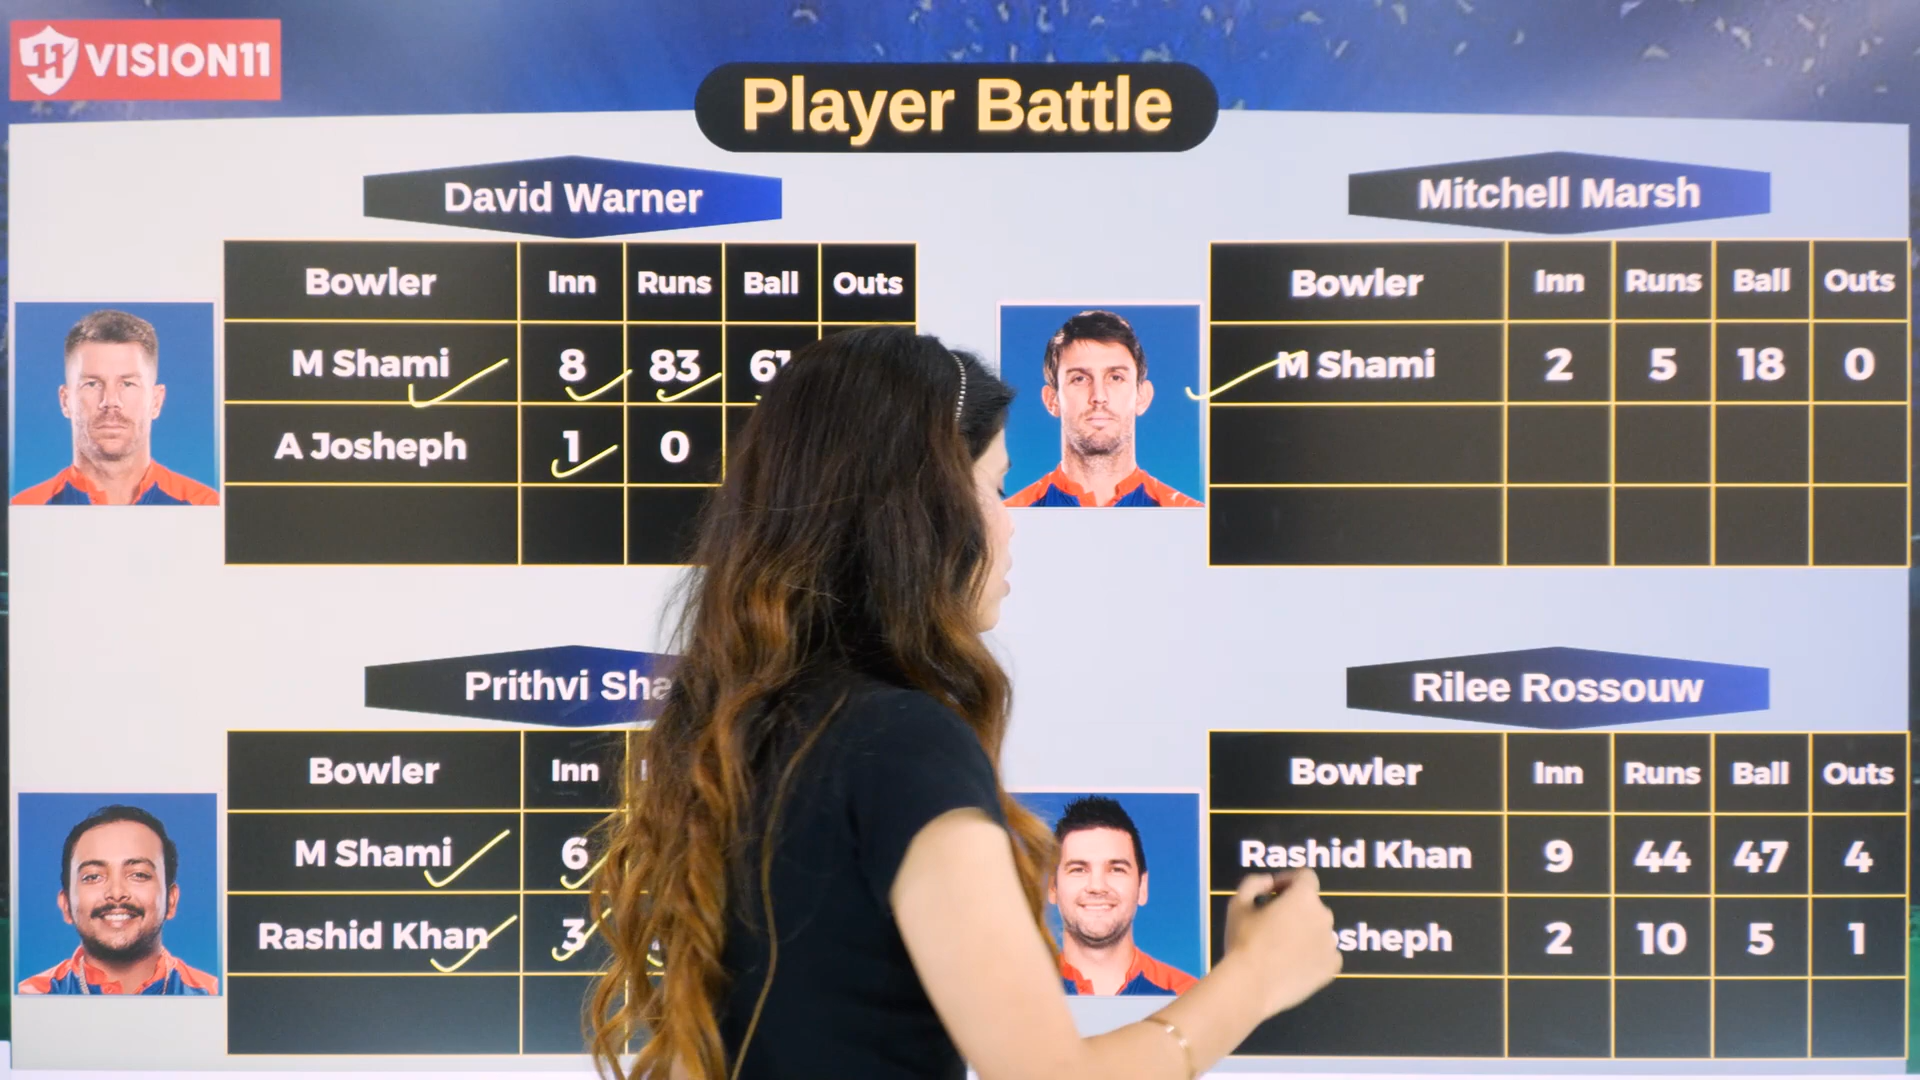 VISION11
Player Battle
David Warner
Bowler Inn Runs Ball Outs
M Shami 8 83 61
A Josheph 1 0
Mitchell Marsh
Bowler Inn Runs Ball Outs
M Shami 2 5 18 0
Prithvi
Bowler Inn
M Shami 6
Rashid Khan 3
Rilee Rossouw
Bowler Inn Runs Ball Outs
Rashid Khan 9 44 47 4
2 10 5 1